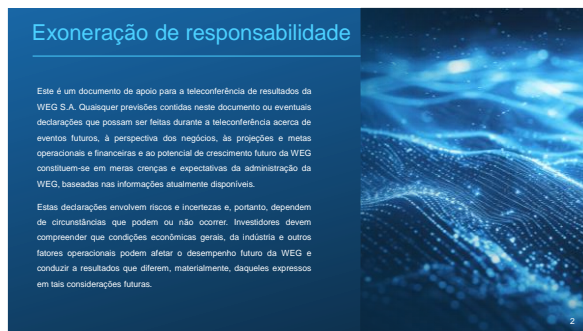 Exoneração de responsabilidade
Este é um documento de apoio para a teleconferência de resultados da
WEG S.A. Quaisquer previsões contidas neste documento ou eventuais
declarações que possam ser feitas durante a teleconferência acerca de
eventos futuros, à perspectiva dos negócios, às projeções e metas
operacionais e financeiras e ao potencial de crescimento futuro da WEG
constituem-se em meras crenças e expectativas da administração da
WEG, baseadas nas informações atualmente disponíveis.
Estas declarações envolvem riscos e incertezas e, portanto, dependem
de circunstâncias que podem ou não ocorrer. Investidores devem
compreender que condições econômicas gerais, da indústria e outros
fatores operacionais podem afetar o desempenho futuro da WEG e
conduzir a resultados que diferem, materialmente, daqueles expressos
em tais considerações futuras.
2